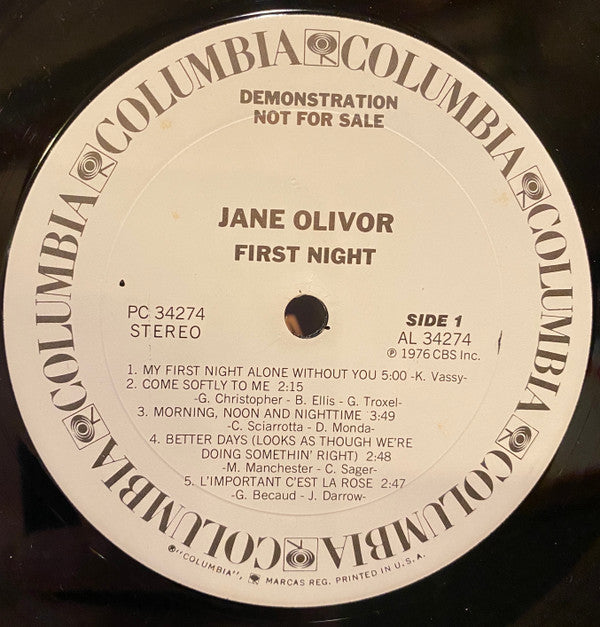 COLUMBIA COLUMBIA COLUMBIA COLUMBIA COLUMBIA COLUMBIA COLUMBIA COLUMBIA
DEMONSTRATION
NOT FOR SALE
JANE OLIVOR
FIRST NIGHT
PC 34274
STEREO
SIDE 1
AL 34274
℗ 1976 CBS Inc.
1. MY FIRST NIGHT ALONE WITHOUT YOU 5:00 -K. Vassy-
2. COME SOFTLY TO ME 2:15
-G. Christopher - B. Ellis - G. Troxel-
3. MORNING, NOON AND NIGHTTIME 3:49
-C. Sciarrotta - D. Monda-
4. BETTER DAYS (LOOKS AS THOUGH WE'RE
DOING SOMETHIN' RIGHT) 2:48
-M. Manchester - C. Sager-
5. L'IMPORTANT C'EST LA ROSE 2:47
-G. Becaud - J. Darrow-
®"COLUMBIA", MARCAS REG. PRINTED IN U.S.A.